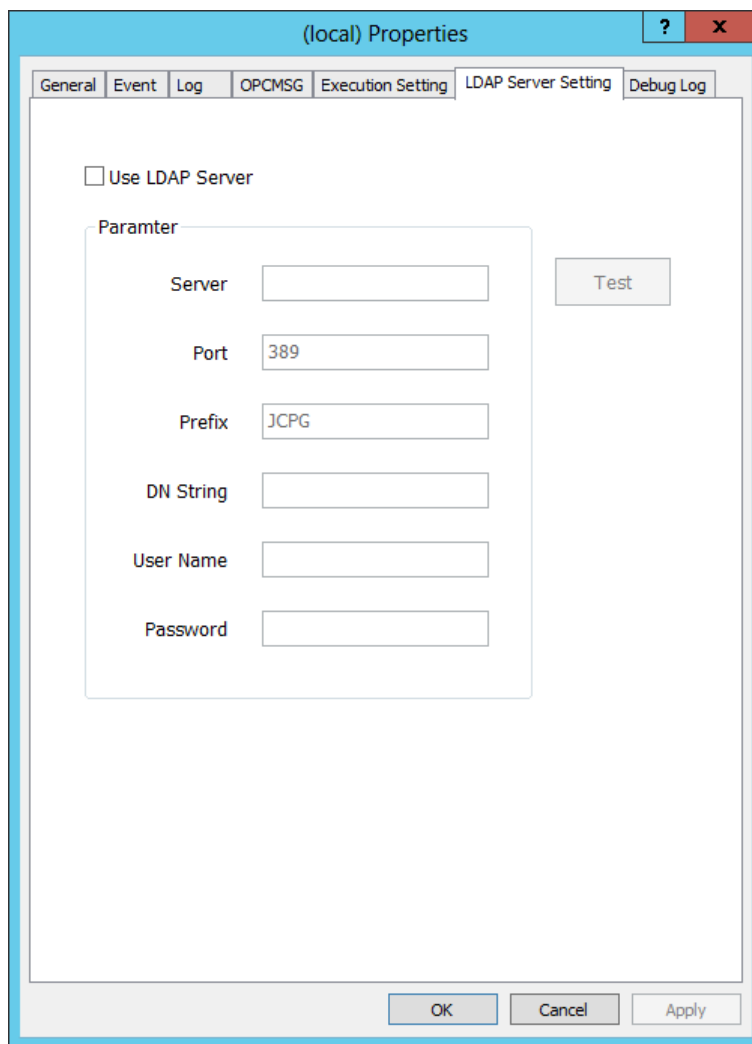 (local) Properties
?
x
General Event Log OPCMSG Execution Setting LDAP Server Setting Debug Log
Use LDAP Server
Paramter
Server
Test
Port 389
Prefix JCPG
DN String
User Name
Password
OK Cancel Apply